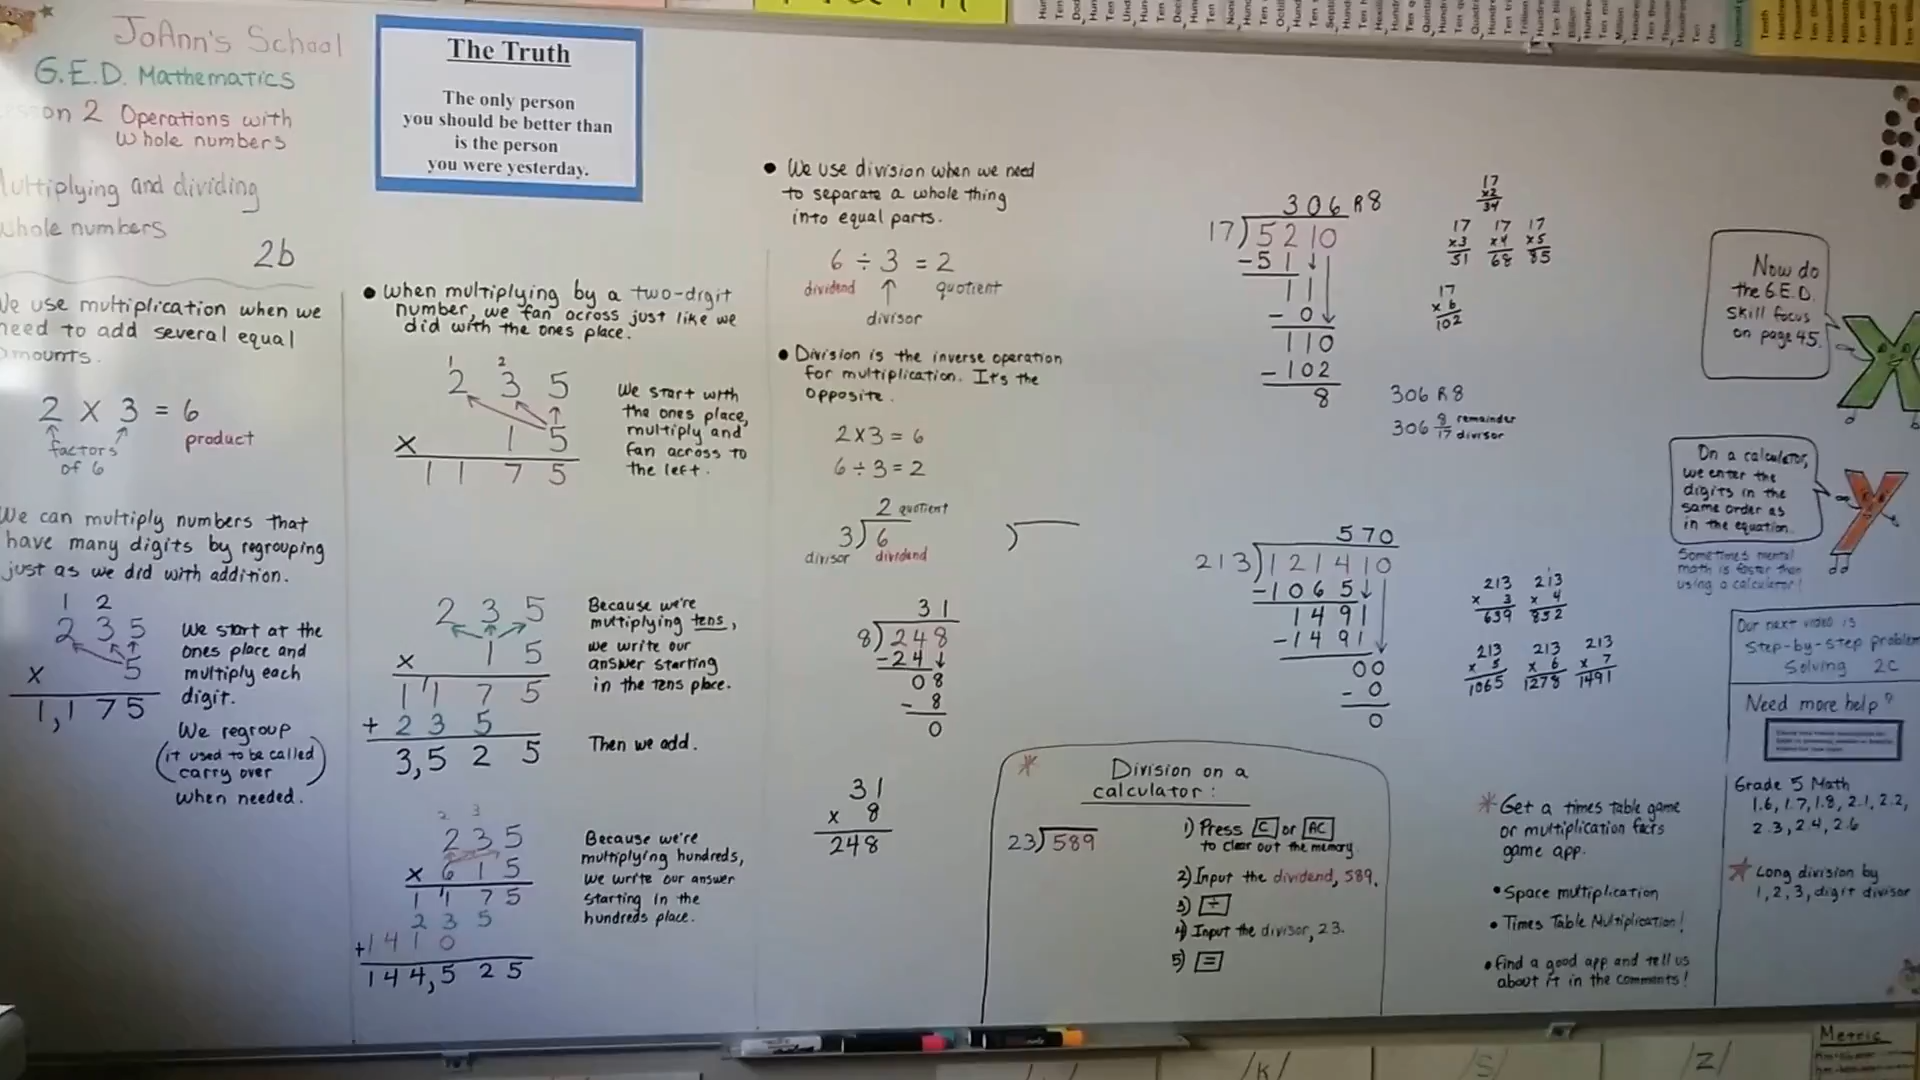 JoAnn's School
G.E.D. Mathematics
2 Operations with
whole numbers
Multiplying and dividing
whole numbers
2b
We use multiplication when we
need to add several equal
amounts.
2 x 3 = 6
factors
of 6
product
We can multiply numbers that
have many digits by regrouping
just as we did with addition.
1 2
2 3 5
x 5
1,175
We start at the
ones place and
multiply each
digit.
We regroup
(it used to be called
carry over)
when needed.
The Truth
The only person
you should be better than
is the person
you were yesterday.
• When multiplying by a two-digit
number, we fan across just like we
did with the ones place.
1 2
2 3 5
x 1 5
1 1 7 5
We start with
the ones place,
multiply and
fan across to
the left.
2 3 5
x 1 5
1 1 7 5
+ 2 3 5
3,5 2 5
Because we're
multiplying tens,
we write our
answer starting
in the tens place.
Then we add.
2 3
2 3 5
x 6 1 5
1 1 7 5
2 3 5
+1 4 1 0
1 4 4,5 2 5
Because we're
multiplying hundreds,
we write our answer
starting in the
hundreds place.
• We use division when we need
to separate a whole thing
into equal parts.
6 ÷ 3 = 2
dividend
quotient
divisor
• Division is the inverse operation
for multiplication. It's the
opposite.
2 x 3 = 6
6 ÷ 3 = 2
2 quotient
3)6
divisor dividend
31
8)248
-24
08
- 8
0
31
x 8
248
306 R8
17)5210
-51
11
- 0
110
-102
8
17
x2
34
17 17 17
x3 x4 x5
51 68 85
17
x 6
102
306 R8
306 8/17 remainder
divisor
570
213)121410
-1065
1491
-1491
00
- 0
0
213 213
x 3 x 4
639 852
213 213 213
x 5 x 6 x 7
1065 1278 1491
* Division on a
calculator:
23)589
1) Press C or AC
to clear out the memory
2) Input the dividend, 589.
3) ÷
4) Input the divisor, 23.
5) =
* Get a times table game
or multiplication facts
game app.
• Space multiplication
• Times Table Multiplication!
• Find a good app and tell us
about it in the comments!
Now do
the G.E.D.
skill focus
on page 45.
On a calculator,
we enter the
digits in the
same order as
in the equation.
Sometimes mental
math is faster than
using a calculator!
Our next video is
Step-by-step problem
Solving 2c
Need more help?
Grade 5 Math
1.6, 1.7, 1.8, 2.1, 2.2,
2.3, 2.4, 2.6
Long division by
1, 2, 3, digit divisor
/k/
/S/
/Z/
Metric